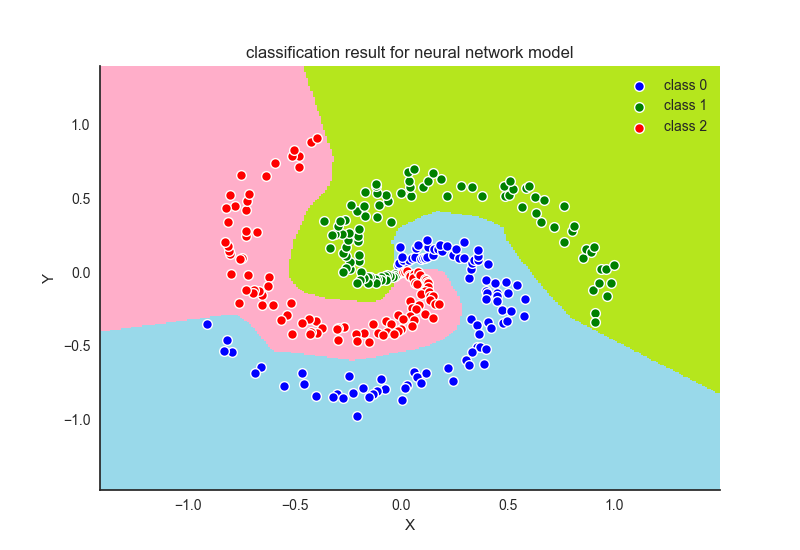 classification result for neural network model
class 0
class 1
class 2
1.0
0.5
0.0
−0.5
−1.0
Y
−1.0 −0.5 0.0 0.5 1.0
X